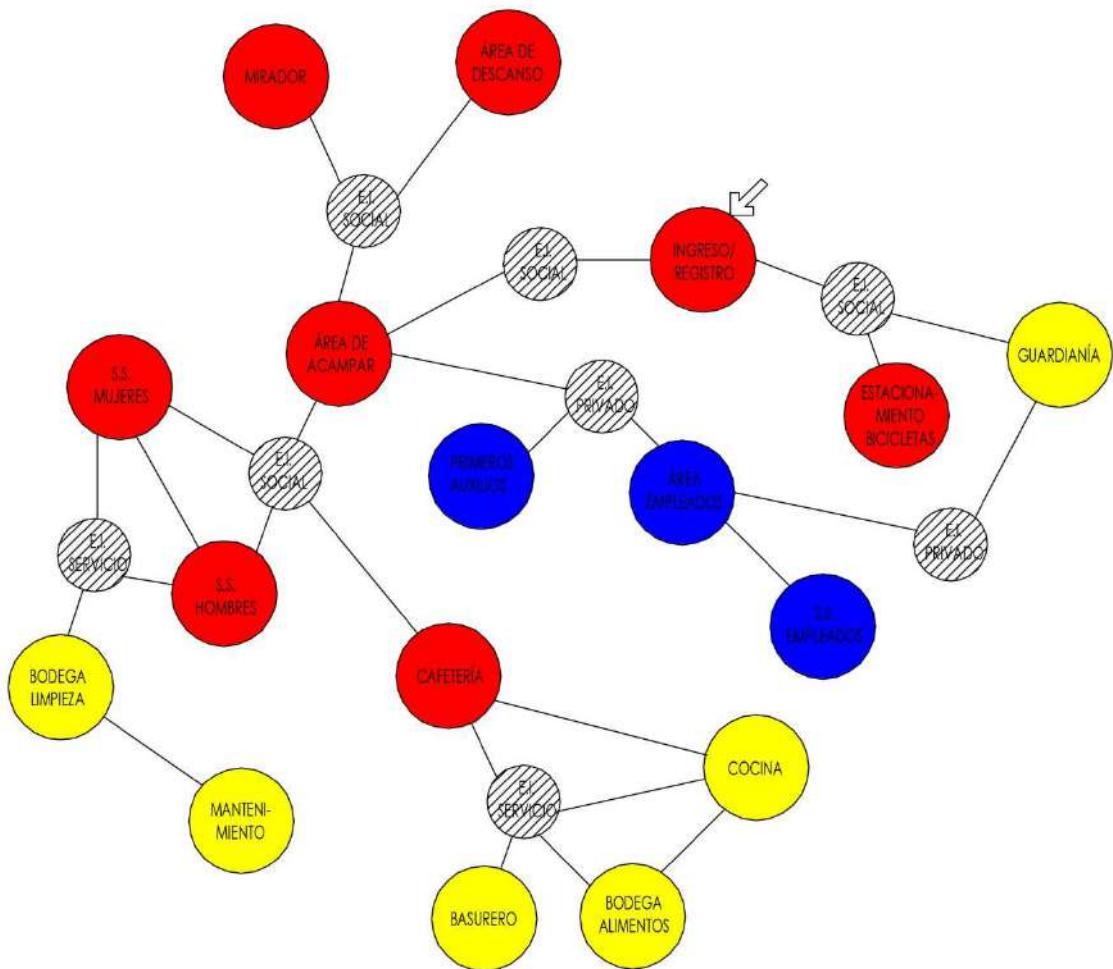 MIRADOR
ÁREA DE
DESCANSO
E.I.
SOCIAL
E.I.
SOCIAL
INGRESO/
REGISTRO
E.I.
SOCIAL
ÁREA DE
ACAMPAR
GUARDIANÍA
S.S.
MUJERES
E.I.
PRIVADO
ESTACIONA-
MIENTO
BICICLETAS
E.I.
SOCIAL
PRIMEROS
AUXILIOS
ÁREA
EMPLEADOS
E.I.
SERVICIO
E.I.
PRIVADO
S.S.
HOMBRES
S.S.
EMPLEADOS
BODEGA
LIMPIEZA
CAFETERÍA
COCINA
MANTENI-
MIENTO
E.I.
SERVICIO
BASURERO
BODEGA
ALIMENTOS